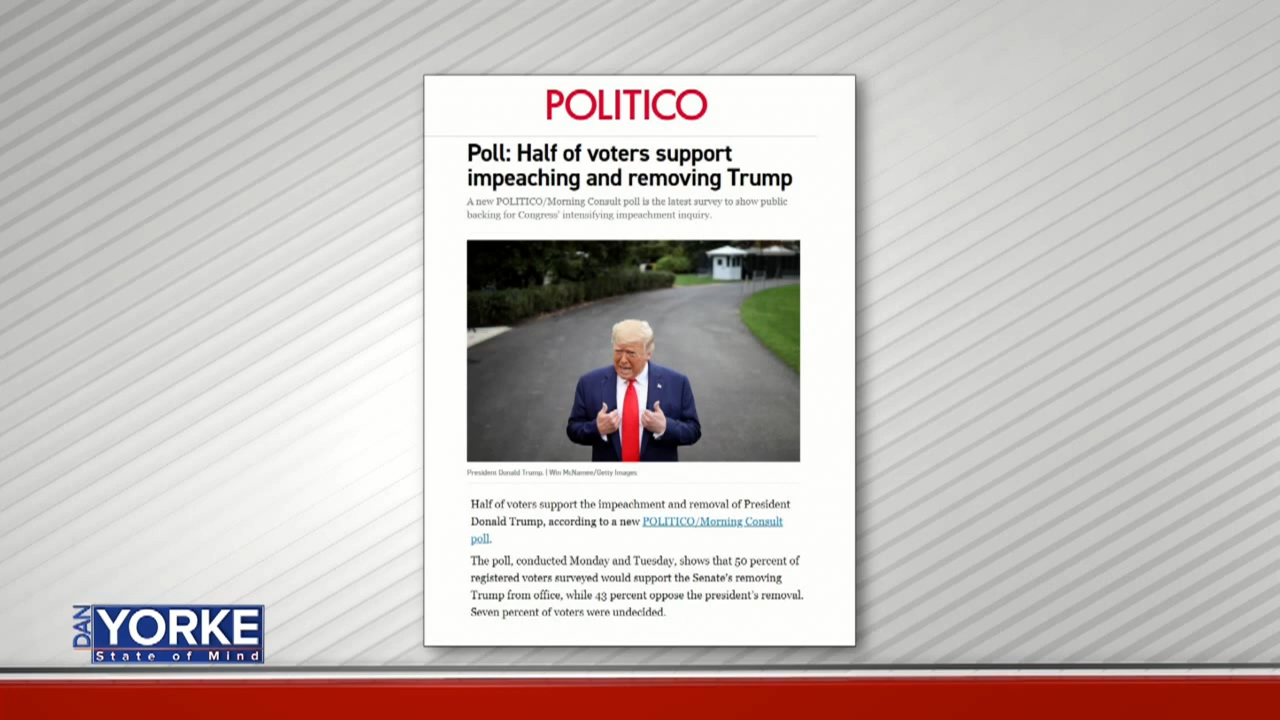 POLITICO
Poll: Half of voters support
impeaching and removing Trump
A new POLITICO/Morning Consult poll is the latest survey to show public
backing for Congress' intensifying impeachment inquiry.
President Donald Trump. | Win McNamee/Getty Images
Half of voters support the impeachment and removal of President
Donald Trump, according to a new POLITICO/Morning Consult
poll.
The poll, conducted Monday and Tuesday, shows that 50 percent of
registered voters surveyed would support the Senate's removing
Trump from office, while 43 percent oppose the president's removal.
Seven percent of voters were undecided.
DAN
YORKE
State of Mind